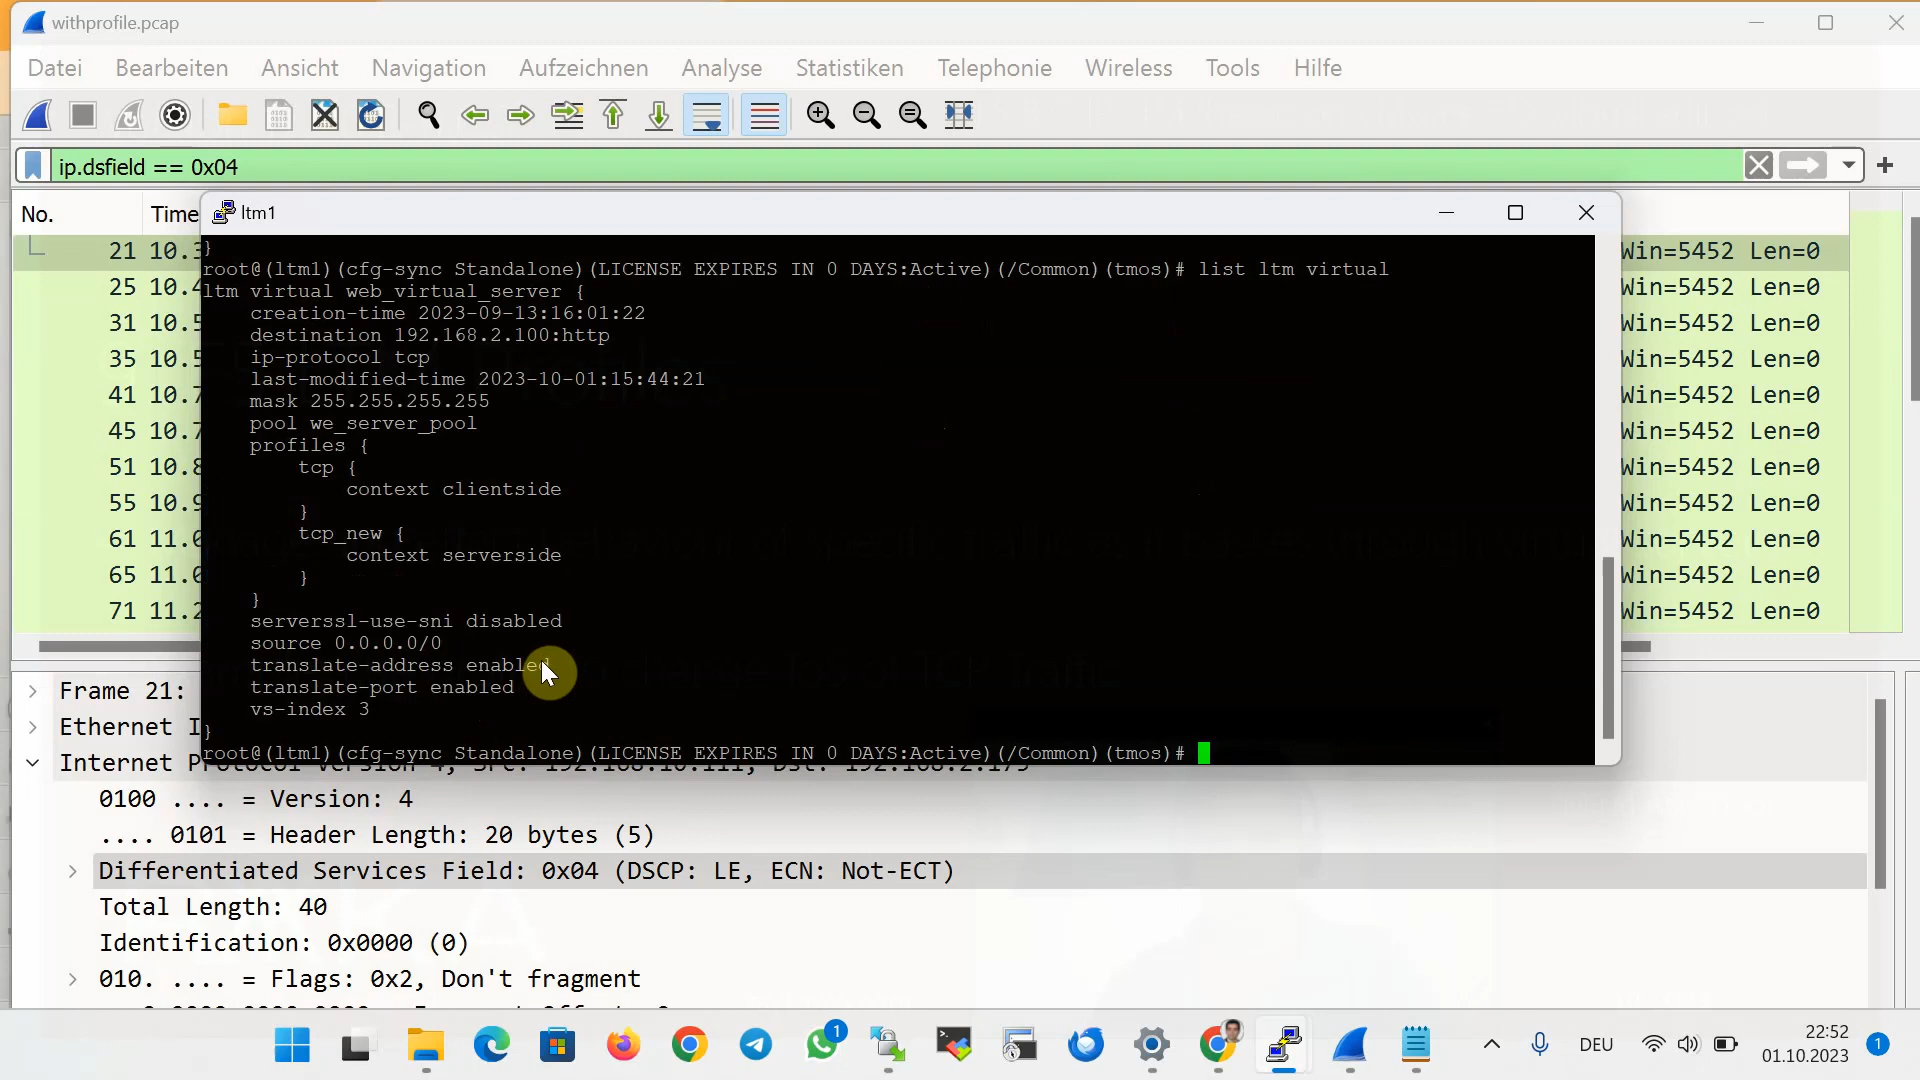 withprofile.pcap
Datei Bearbeiten Ansicht Navigation Aufzeichnen Analyse Statistiken Telephonie Wireless Tools Hilfe
ip.dsfield == 0x04
No. Time
ltm1
21 10.3 Win=5452 Len=0
25 10.4 Win=5452 Len=0
31 10.5 Win=5452 Len=0
35 10.5 Win=5452 Len=0
41 10.7 Win=5452 Len=0
45 10.7 Win=5452 Len=0
51 10.8 Win=5452 Len=0
55 10.9 Win=5452 Len=0
61 11.0 Win=5452 Len=0
65 11.0 Win=5452 Len=0
71 11.2 Win=5452 Len=0
}
root@(ltm1)(cfg-sync Standalone)(LICENSE EXPIRES IN 0 DAYS:Active)(/Common)(tmos)# list ltm virtual
ltm virtual web_virtual_server {
creation-time 2023-09-13:16:01:22
destination 192.168.2.100:http
ip-protocol tcp
last-modified-time 2023-10-01:15:44:21
mask 255.255.255.255
pool we_server_pool
profiles {
tcp {
context clientside
}
tcp_new {
context serverside
}
}
serverssl-use-sni disabled
source 0.0.0.0/0
translate-address enabled
translate-port enabled
vs-index 3
}
root@(ltm1)(cfg-sync Standalone)(LICENSE EXPIRES IN 0 DAYS:Active)(/Common)(tmos)#
Frame 21:
Ethernet I
Internet Protocol Version 4, Src: 192.168.10.111, Dst: 192.168.2.175
0100 .... = Version: 4
.... 0101 = Header Length: 20 bytes (5)
Differentiated Services Field: 0x04 (DSCP: LE, ECN: Not-ECT)
Total Length: 40
Identification: 0x0000 (0)
010. .... = Flags: 0x2, Don't fragment
1
DEU
22:52
01.10.2023
1